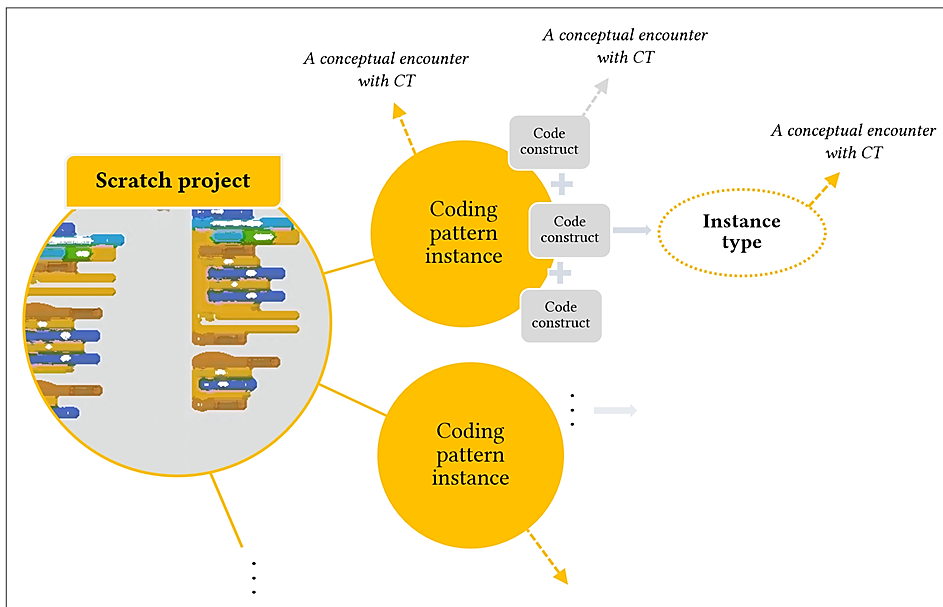 A conceptual encounter
with CT
A conceptual encounter
with CT
Code
construct
A conceptual encounter
with CT
Scratch project
Coding
pattern
instance
Code
construct
Instance
type
Code
construct
Coding
pattern
instance